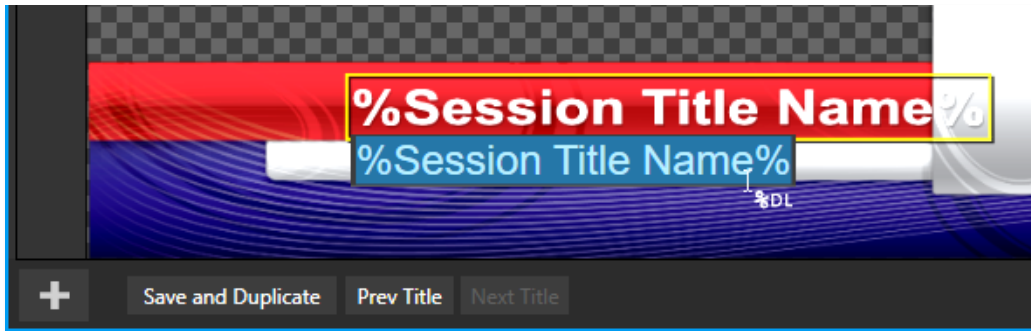 %Session Title Name%
%Session Title Name%
%DL
Save and Duplicate Prev Title Next Title